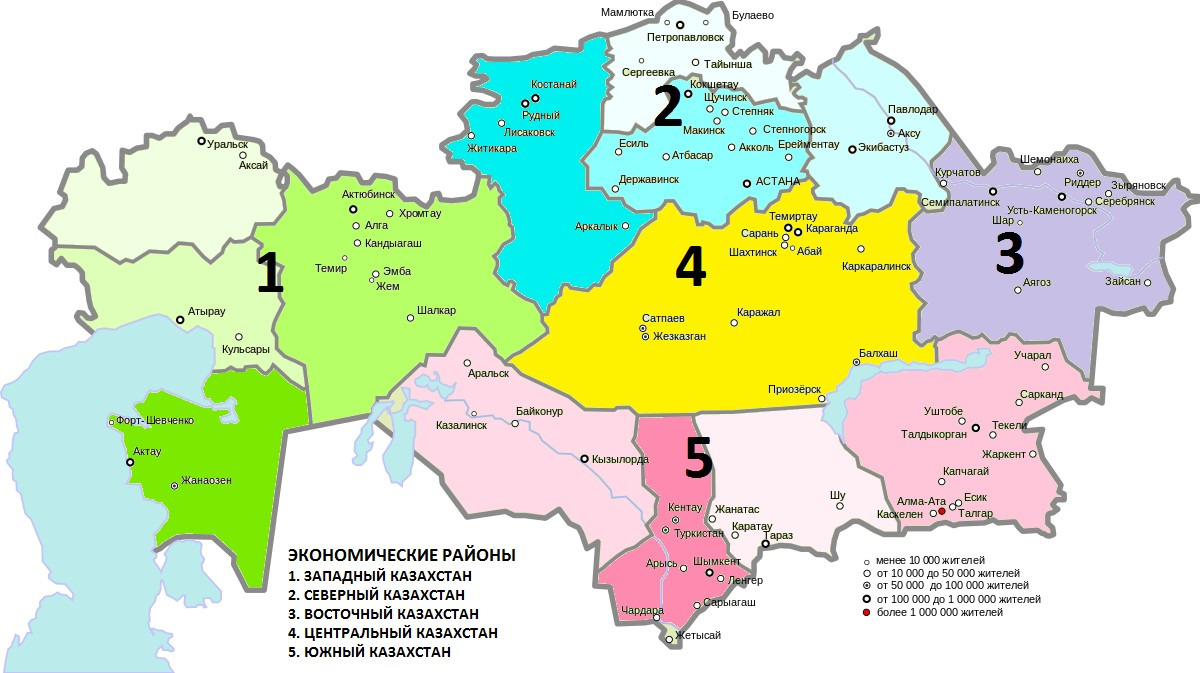 Мамлютка
Булаево
Петропавловск
Сергеевка
Тайынша
Костанай
Кокшетау
2
Щучинск
Рудный
Степняк
Павлодар
Лисаковск
Макинск
Степногорск
Аксу
Житикара
Есиль
Атбасар
Акколь
Ерейментау
Экибастуз
Уральск
Аксай
Державинск
АСТАНА
Курчатов
Шемонаиха
Риддер
Зыряновск
Семипалатинск
Усть-Каменогорск
Серебрянск
Шар
Актюбинск
Хромтау
Алга
Кандыагаш
Темир
Эмба
Жем
Шалкар
Аркалык
Темиртау
Сарань
Караганда
Шахтинск
Абай
Каркаралинск
1
4
3
Аягоз
Зайсан
Атырау
Кульсары
Сатпаев
Жезказган
Каражал
Балхаш
Приозёрск
Учарал
Сарканд
Аральск
Казалинск
Байконур
Кызылорда
Форт-Шевченко
Актау
Жанаозен
5
Уштобе
Талдыкорган
Текели
Жаркент
Капчагай
Алма-Ата
Есик
Каскелен
Талгар
Шу
Кентау
Жанатас
Туркистан
Каратау
Тараз
Арысь
Шымкент
Ленгер
Чардара
Сарыагаш
Жетысай
ЭКОНОМИЧЕСКИЕ РАЙОНЫ
1. ЗАПАДНЫЙ КАЗАХСТАН
2. СЕВЕРНЫЙ КАЗАХСТАН
3. ВОСТОЧНЫЙ КАЗАХСТАН
4. ЦЕНТРАЛЬНЫЙ КАЗАХСТАН
5. ЮЖНЫЙ КАЗАХСТАН
менее 10 000 жителей
от 10 000 до 50 000 жителей
от 50 000 до 100 000 жителей
от 100 000 до 1 000 000 жителей
более 1 000 000 жителей